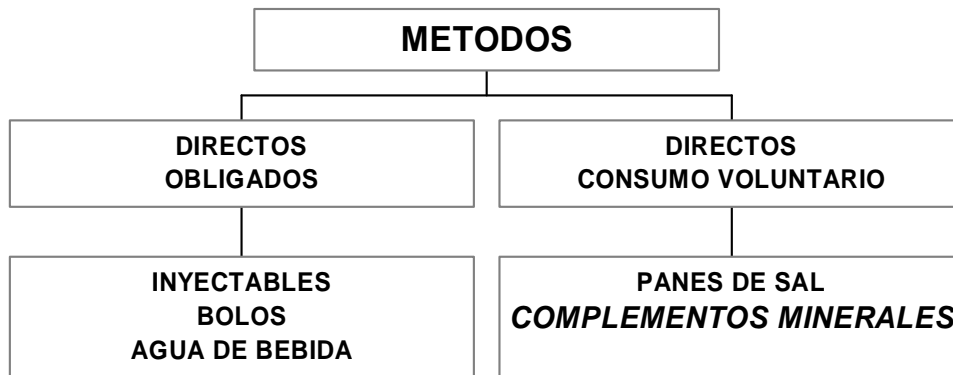 METODOS
DIRECTOS
OBLIGADOS
DIRECTOS
CONSUMO VOLUNTARIO
INYECTABLES
BOLOS
AGUA DE BEBIDA
PANES DE SAL
COMPLEMENTOS MINERALES